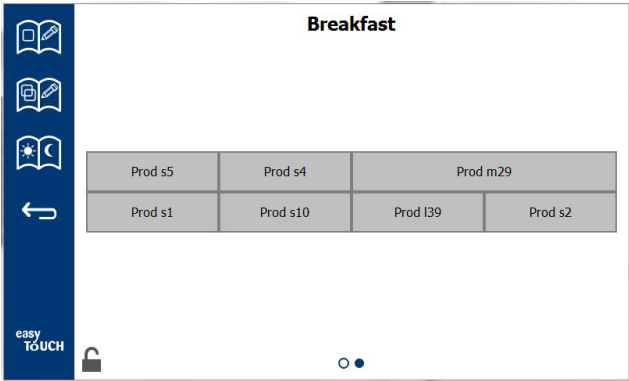 Breakfast
Prod s5 Prod s4 Prod m29
Prod s1 Prod s10 Prod l39 Prod s2
easy
ToUCH